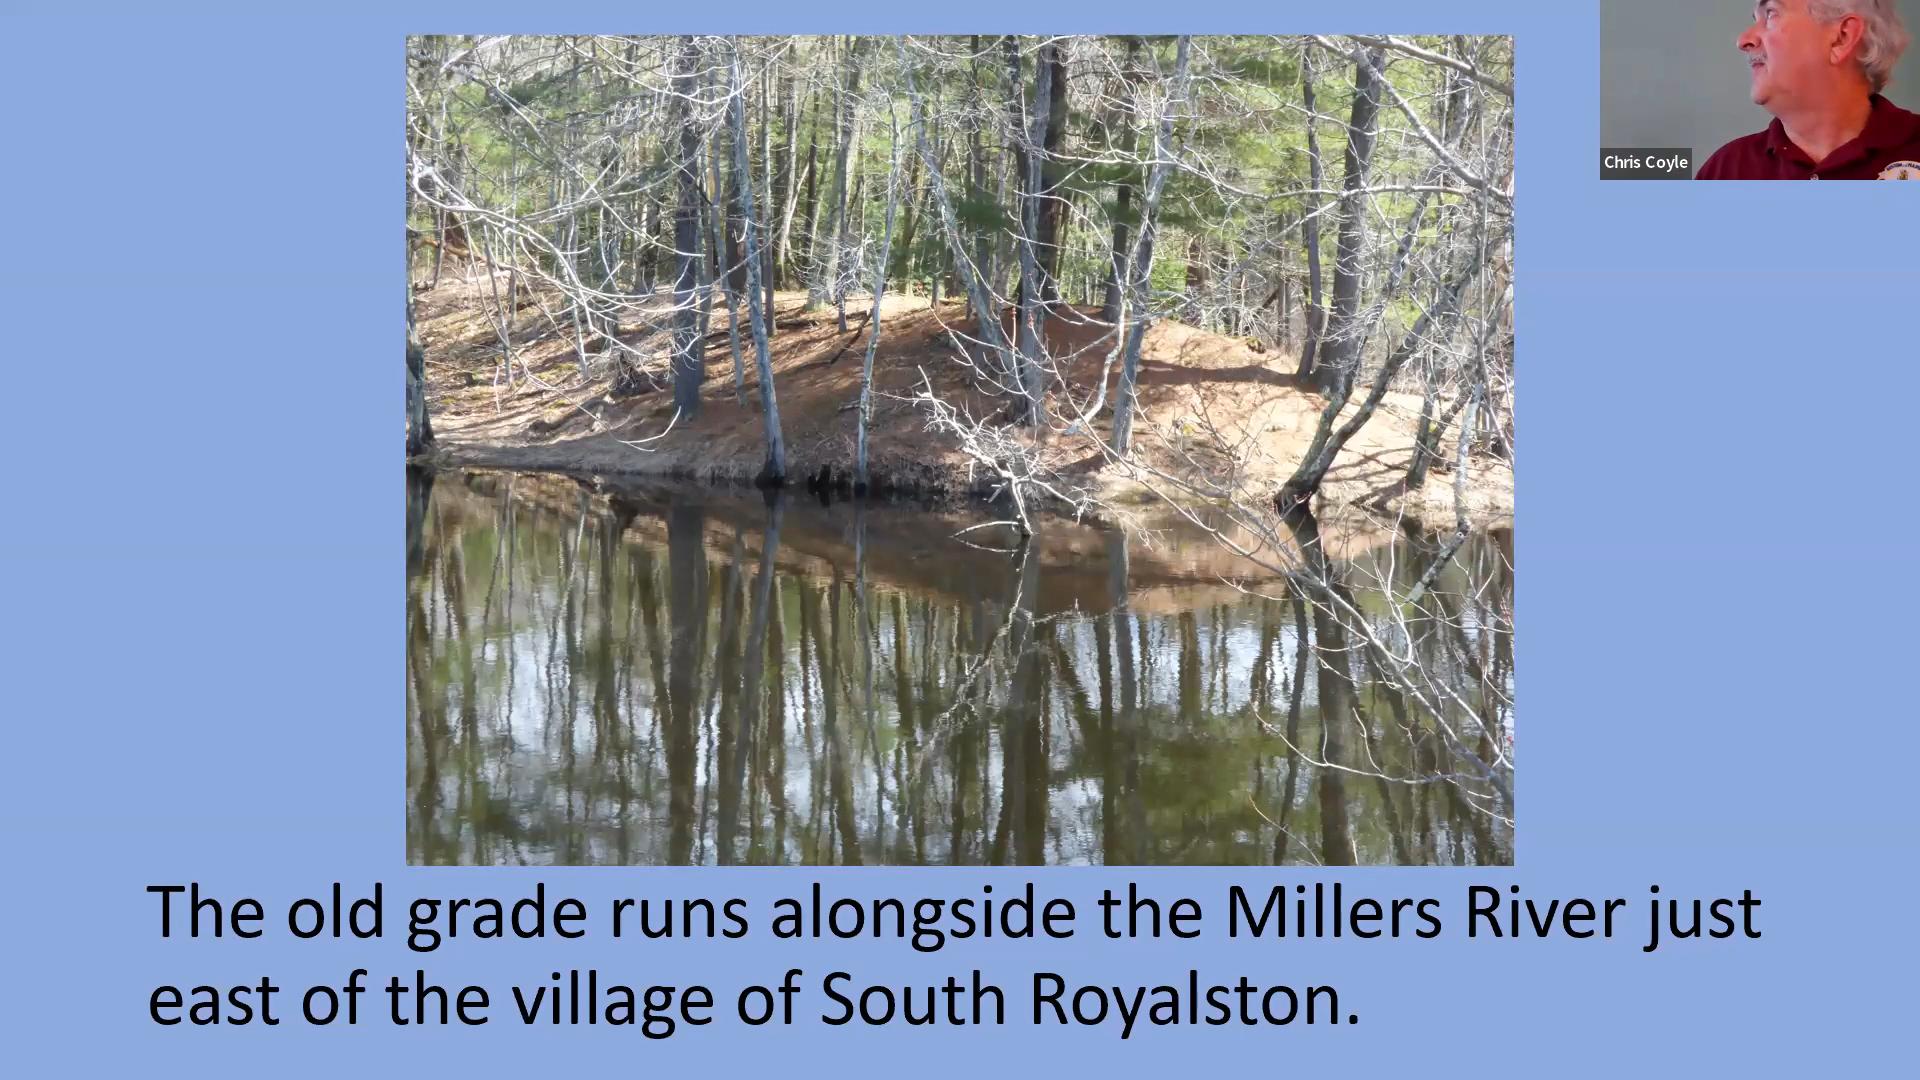 Chris Coyle
The old grade runs alongside the Millers River just
east of the village of South Royalston.